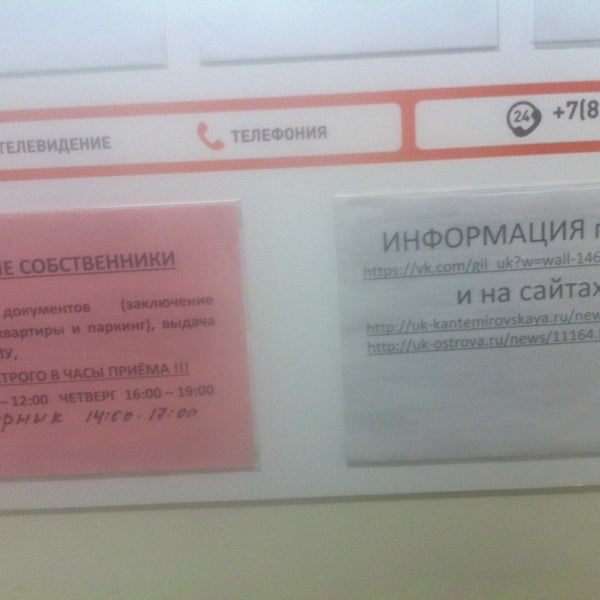 ТЕЛЕВИДЕНИЕ
ТЕЛЕФОНИЯ
24
+7(8
СОБСТВЕННИКИ
документов (заключение
квартиры и паркинг), выдача
СТРОГО В ЧАСЫ ПРИЁМА !!!
– 12:00 ЧЕТВЕРГ 16:00 – 19:00
14:00-17:00
ИНФОРМАЦИЯ
https://vk.com/gil_uk?w=wall-146
и на сайтах
http://uk-kantemirovskaya.ru/new
http://uk-ostrova.ru/news/11164.